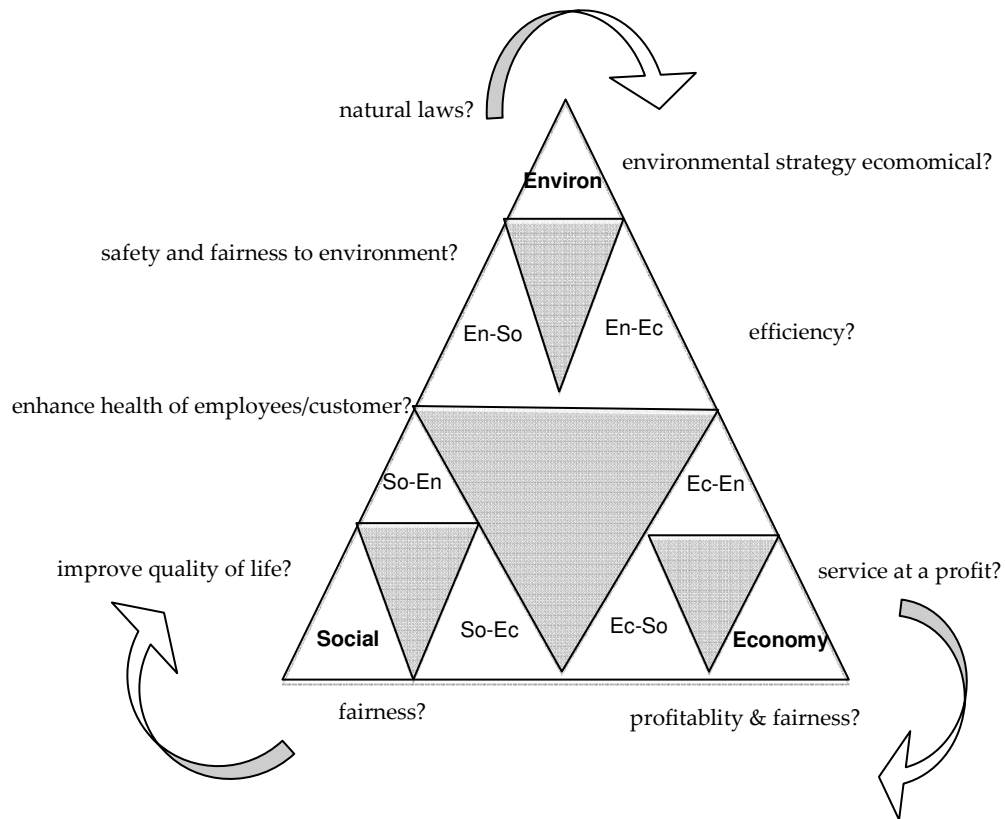 natural laws?
environmental strategy ecomomical?
Environ
safety and fairness to environment?
En-So
En-Ec
efficiency?
enhance health of employees/customer?
So-En
Ec-En
improve quality of life?
service at a profit?
Social
So-Ec
Ec-So
Economy
fairness?
profitablity & fairness?